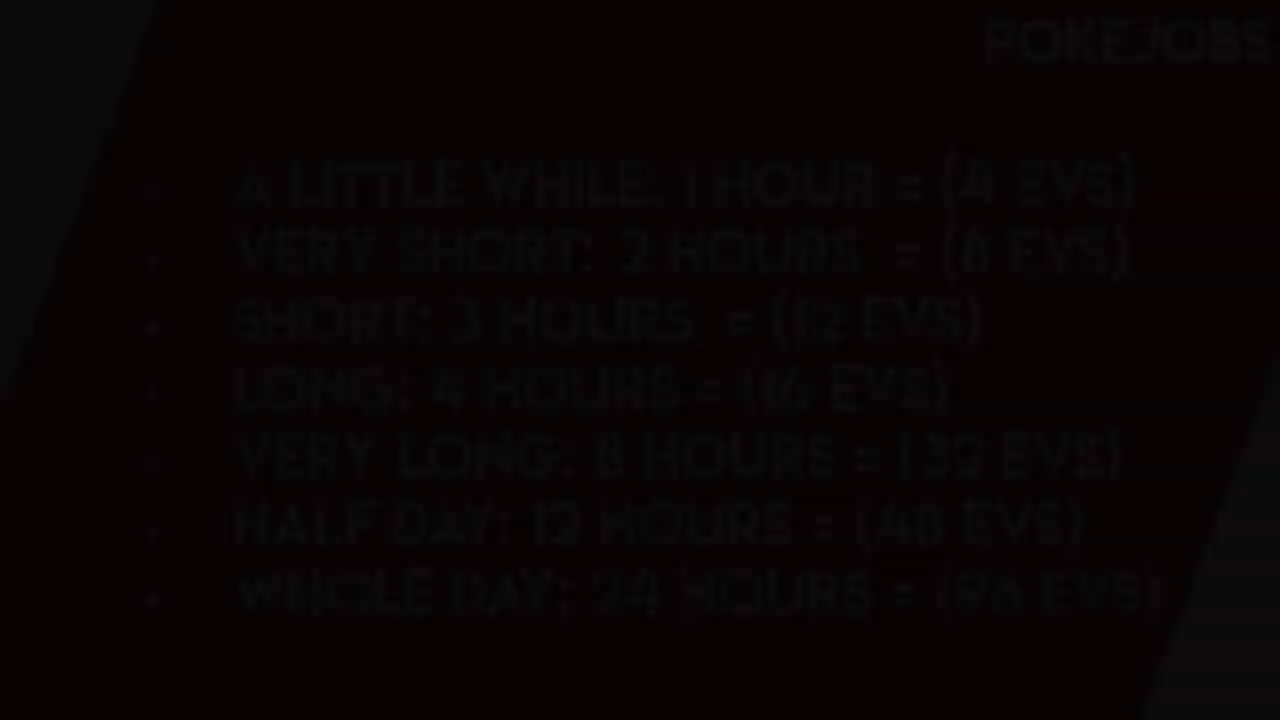 POKEJOBS
A LITTLE WHILE: 1 HOUR = (4 EVS)
VERY SHORT: 2 HOURS = (8 EVS)
SHORT: 3 HOURS = (12 EVS)
LONG: 4 HOURS = (16 EVS)
VERY LONG: 8 HOURS = (32 EVS)
HALF DAY: 12 HOURS = (48 EVS)
WHOLE DAY: 24 HOURS = (96 EVS)